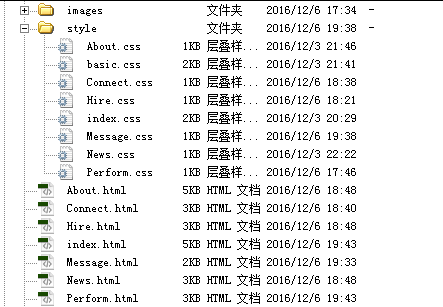 images 文件夹 2016/12/6 17:34 -
style 文件夹 2016/12/6 19:38 -
About.css 1KB 层叠样... 2016/12/3 21:46
basic.css 2KB 层叠样... 2016/12/3 21:41
Connect.css 1KB 层叠样... 2016/12/6 18:38
Hire.css 1KB 层叠样... 2016/12/6 18:21
index.css 2KB 层叠样... 2016/12/3 20:29
Message.css 1KB 层叠样... 2016/12/6 19:38
News.css 1KB 层叠样... 2016/12/3 22:22
Perform.css 1KB 层叠样... 2016/12/6 17:46
About.html 5KB HTML 文档 2016/12/6 18:48
Connect.html 3KB HTML 文档 2016/12/6 18:40
Hire.html 3KB HTML 文档 2016/12/6 18:48
index.html 5KB HTML 文档 2016/12/6 19:43
Message.html 2KB HTML 文档 2016/12/6 19:33
News.html 3KB HTML 文档 2016/12/6 18:48
Perform.html 3KB HTML 文档 2016/12/6 19:43